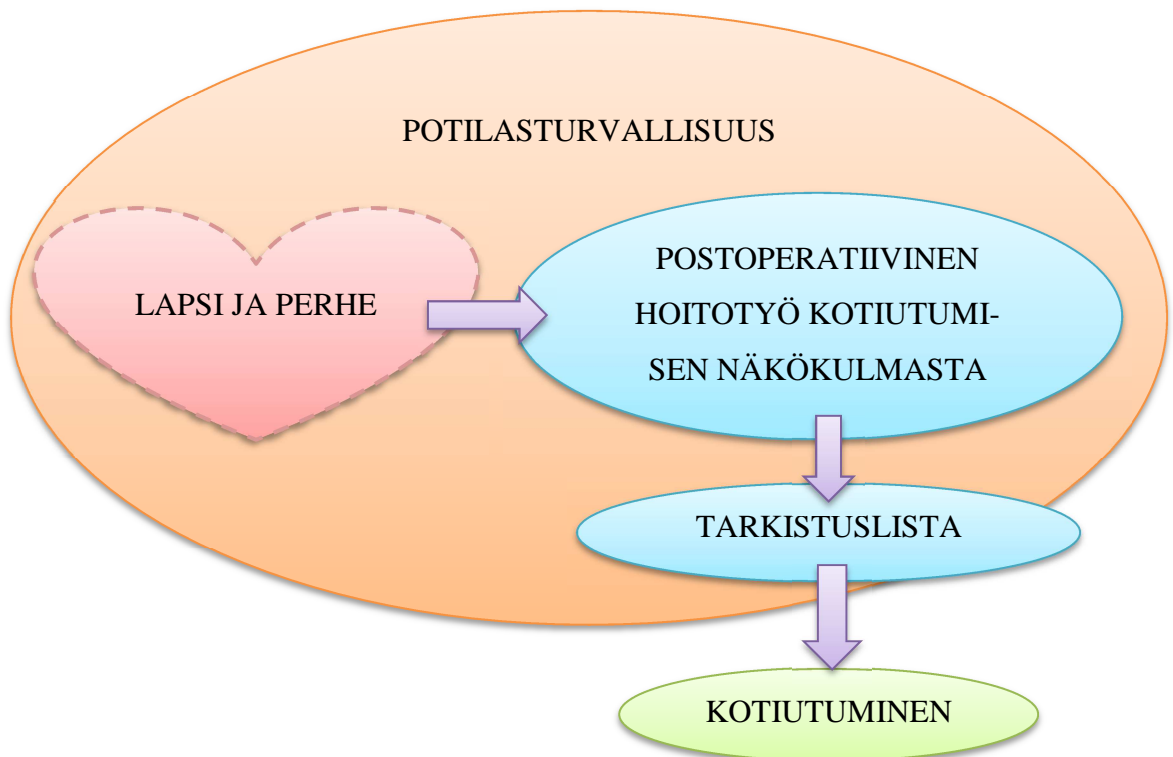 POTILASTURVALLISUUS
LAPSI JA PERHE
POSTOPERATIIVINEN
HOITOTYÖ KOTIUTUMI-
SEN NÄKÖKULMASTA
TARKISTUSLISTA
KOTIUTUMINEN